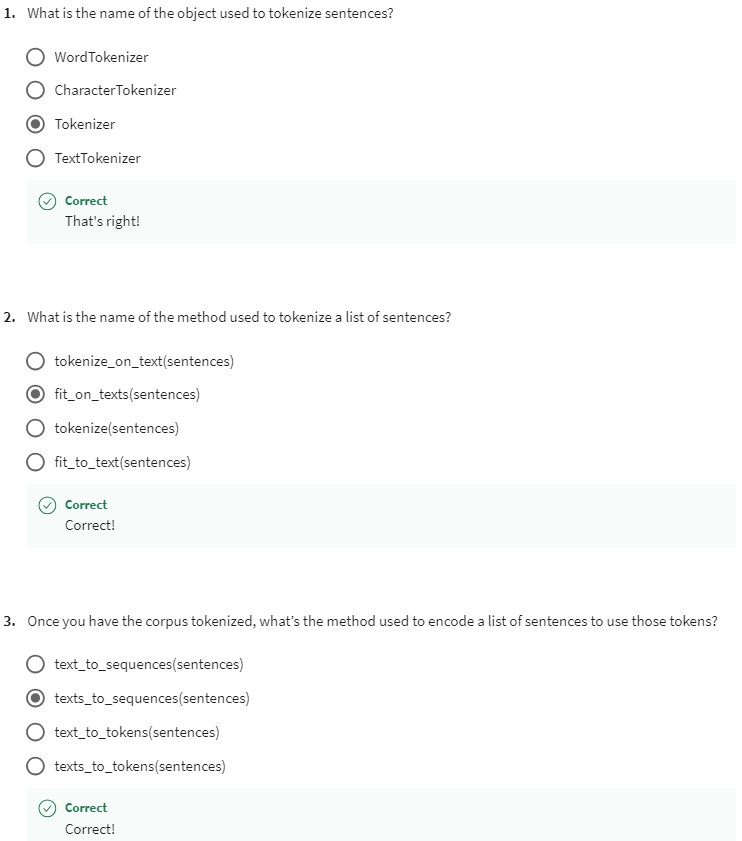 1. What is the name of the object used to tokenize sentences?
WordTokenizer
CharacterTokenizer
Tokenizer
TextTokenizer
Correct
That's right!
2. What is the name of the method used to tokenize a list of sentences?
tokenize_on_text(sentences)
fit_on_texts(sentences)
tokenize(sentences)
fit_to_text(sentences)
Correct
Correct!
3. Once you have the corpus tokenized, what's the method used to encode a list of sentences to use those tokens?
text_to_sequences(sentences)
texts_to_sequences(sentences)
text_to_tokens(sentences)
texts_to_tokens(sentences)
Correct
Correct!